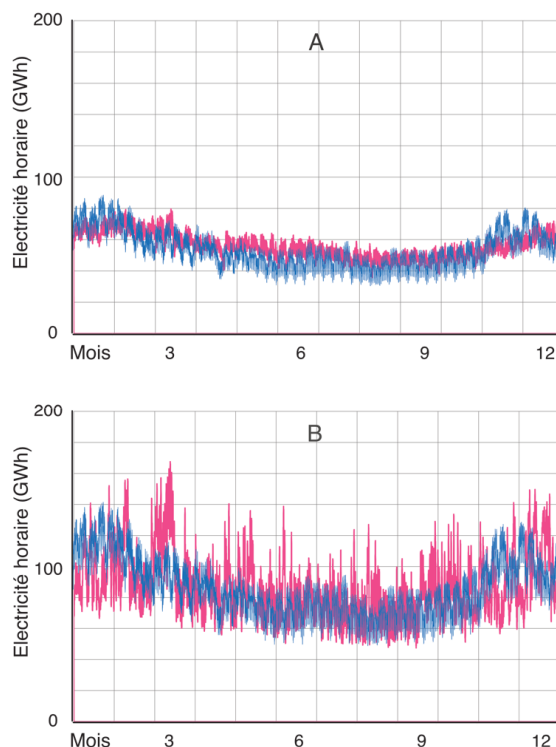 200
A
Electricité horaire (GWh)
100
0
Mois 3 6 9 12
200
B
Electricité horaire (GWh)
100
0
Mois 3 6 9 12